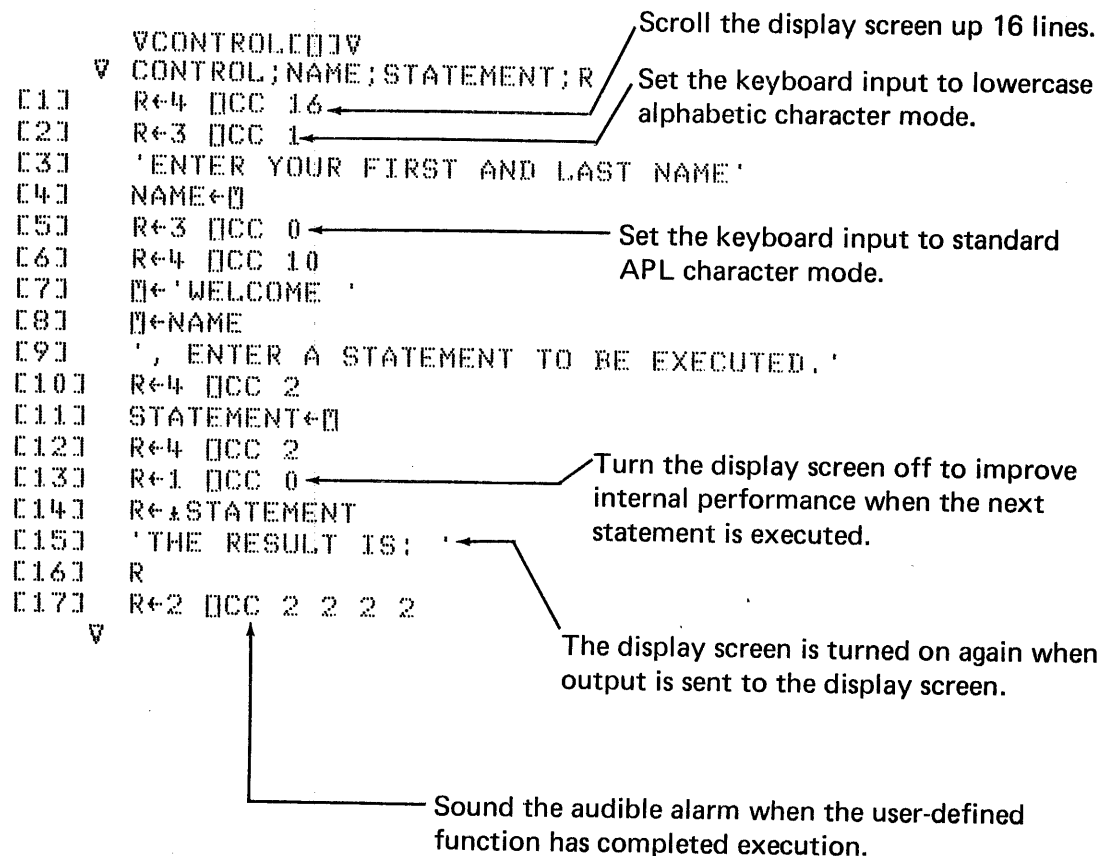 ∇CONTROL[⎕]∇
∇ CONTROL;NAME;STATEMENT;R
[1] R←4 ⎕CC 16
[2] R←3 ⎕CC 1
[3] 'ENTER YOUR FIRST AND LAST NAME'
[4] NAME←⍞
[5] R←3 ⎕CC 0
[6] R←4 ⎕CC 10
[7] ⍞←'WELCOME '
[8] ⍞←NAME
[9] ', ENTER A STATEMENT TO BE EXECUTED.'
[10] R←4 ⎕CC 2
[11] STATEMENT←⍞
[12] R←4 ⎕CC 2
[13] R←1 ⎕CC 0
[14] R←⍎STATEMENT
[15] 'THE RESULT IS: '
[16] R
[17] R←2 ⎕CC 2 2 2 2
∇
Scroll the display screen up 16 lines.
Set the keyboard input to lowercase
alphabetic character mode.
Set the keyboard input to standard
APL character mode.
Turn the display screen off to improve
internal performance when the next
statement is executed.
The display screen is turned on again when
output is sent to the display screen.
Sound the audible alarm when the user-defined
function has completed execution.